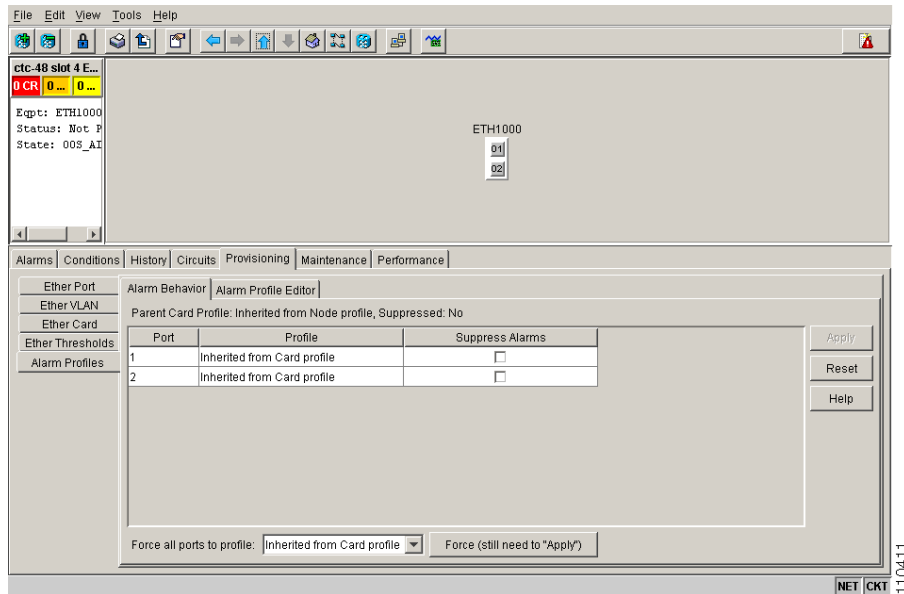 File Edit View Tools Help
ctc-48 slot 4 E...
0 CR 0 ... 0 ...
Eqpt: ETH1000
Status: Not P
State: OOS_AI
ETH1000
01
02
Alarms Conditions History Circuits Provisioning Maintenance Performance
Ether Port
Ether VLAN
Ether Card
Ether Thresholds
Alarm Profiles
Alarm Behavior Alarm Profile Editor
Parent Card Profile: Inherited from Node profile, Suppressed: No
Port Profile Suppress Alarms
1 Inherited from Card profile
2 Inherited from Card profile
Apply
Reset
Help
Force all ports to profile: Inherited from Card profile Force (still need to "Apply")
NET CKT
110411